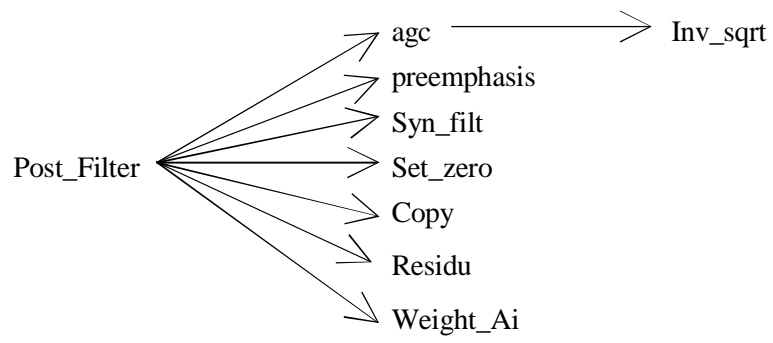 agc Inv_sqrt
preemphasis
Syn_filt
Post_Filter Set_zero
Copy
Residu
Weight_Ai